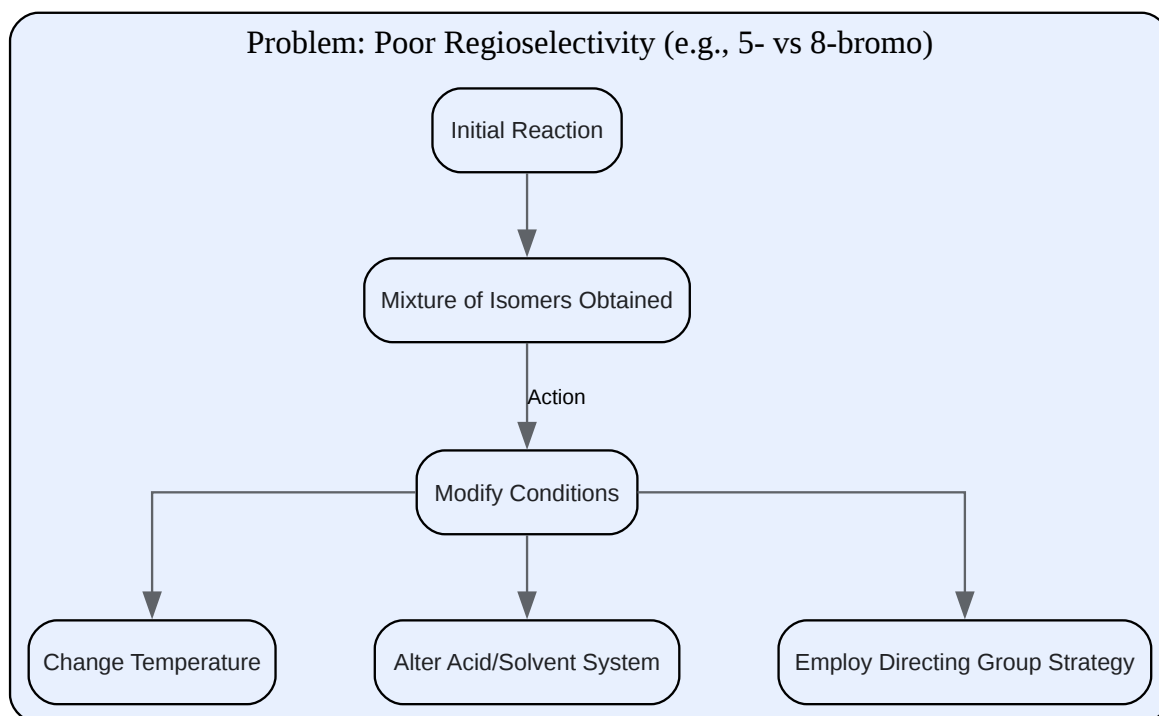 Problem: Poor Regioselectivity (e.g., 5- vs 8-bromo)
Initial Reaction
Mixture of Isomers Obtained
Action
Modify Conditions
Change Temperature
Alter Acid/Solvent System
Employ Directing Group Strategy